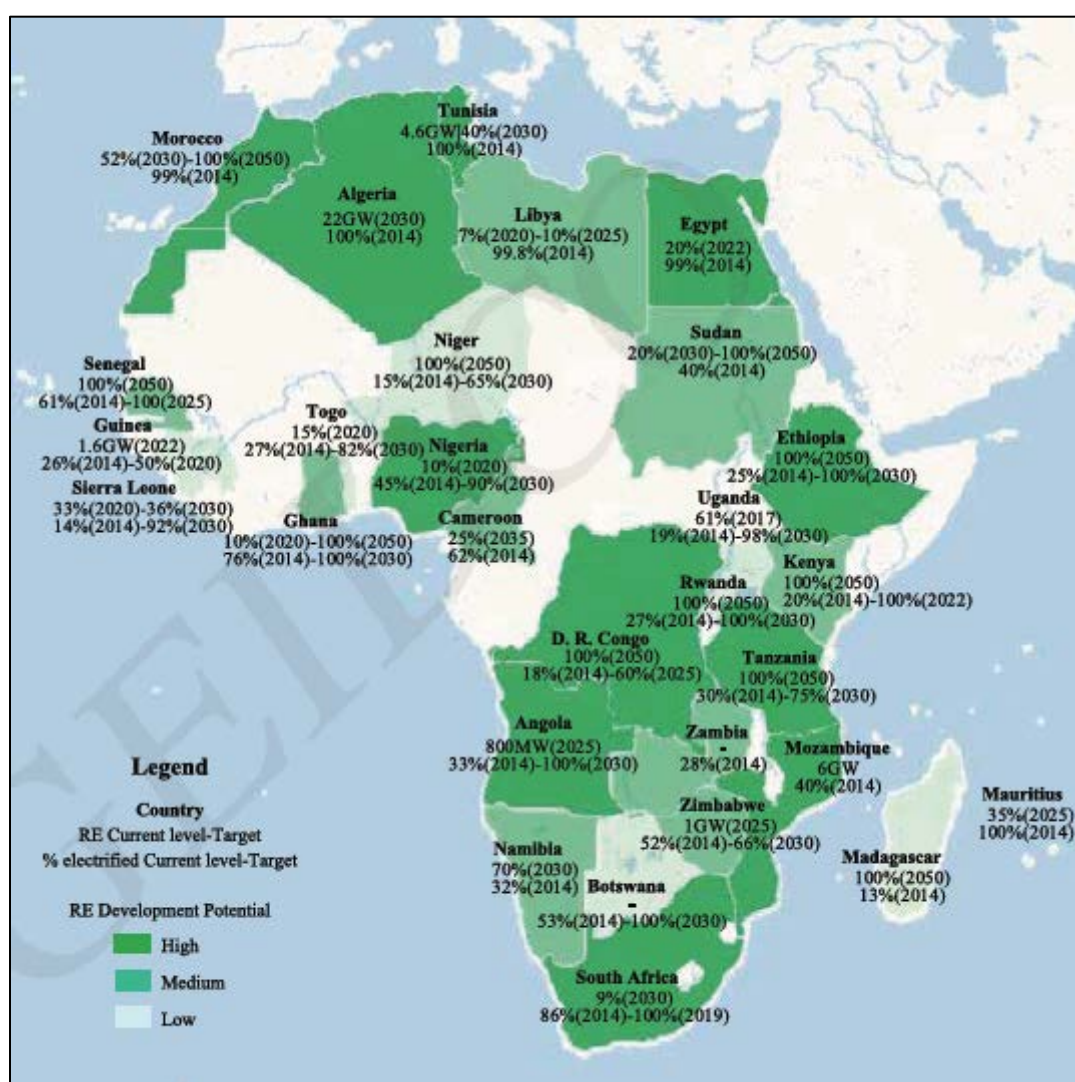 Tunisia
4.6GW|40%(2030)
100%(2014)
Morocco
52%(2030)-100%(2050)
99%(2014)
Algeria
22GW(2030)
100%(2014)
Libya
7%(2020)-10%(2025)
99.8%(2014)
Egypt
20%(2022)
99%(2014)
Niger
100%(2050)
15%(2014)-65%(2030)
Sudan
20%(2030)-100%(2050)
40%(2014)
Senegal
100%(2050)
61%(2014)-100(2025)
Guinea
1.6GW(2022)
26%(2014)-50%(2020)
Sierra Leone
33%(2020)-36%(2030)
14%(2014)-92%(2030)
Togo
15%(2020)
27%(2014)-82%(2030)
Nigeria
10%(2020)
45%(2014)-90%(2030)
Ghana
10%(2020)-100%(2050)
76%(2014)-100%(2030)
Cameroon
25%(2035)
62%(2014)
Ethiopia
100%(2050)
25%(2014)-100%(2030)
Uganda
61%(2017)
19%(2014)-98%(2030)
Kenya
100%(2050)
20%(2014)-100%(2022)
Rwanda
100%(2050)
27%(2014)-100%(2030)
D. R. Congo
100%(2050)
18%(2014)-60%(2025)
Tanzania
100%(2050)
30%(2014)-75%(2030)
Angola
800MW(2025)
33%(2014)-100%(2030)
Zambia
-
28%(2014)
Mozambique
6GW
40%(2014)
Zimbabwe
1GW(2025)
52%(2014)-66%(2030)
Namibia
70%(2030)
32%(2014)
Botswana
-
53%(2014)-100%(2030)
Madagascar
100%(2050)
13%(2014)
Mauritius
35%(2025)
100%(2014)
South Africa
9%(2030)
86%(2014)-100%(2019)
Legend
Country
RE Current level-Target
% electrified Current level-Target
RE Development Potential
High
Medium
Low